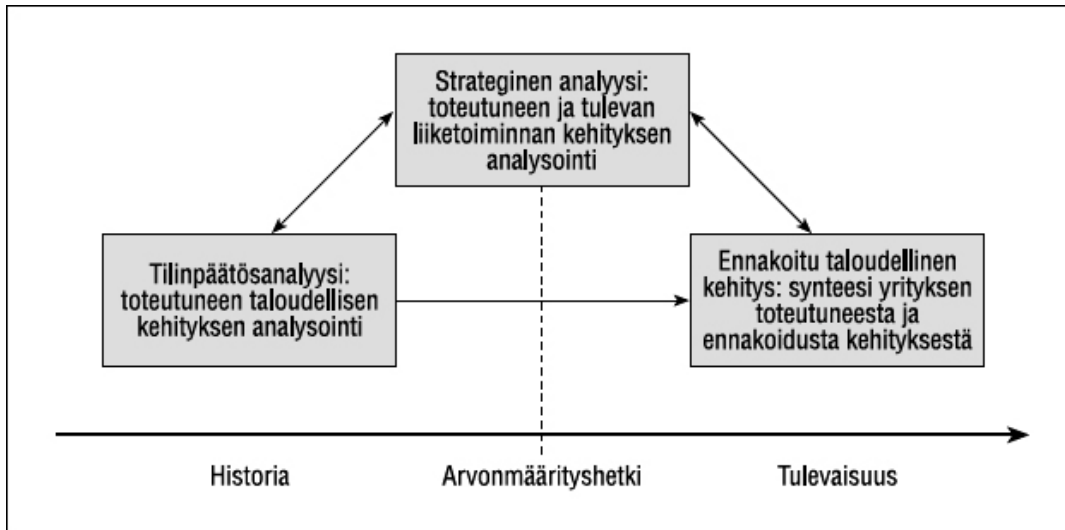 Strateginen analyysi:
toteutuneen ja tulevan
liiketoiminnan kehityksen
analysointi
Tilinpäätösanalyysi:
toteutuneen taloudellisen
kehityksen analysointi
Ennakoitu taloudellinen
kehitys: synteesi yrityksen
toteutuneesta ja
ennakoidusta kehityksestä
Historia
Arvonmäärityshetki
Tulevaisuus